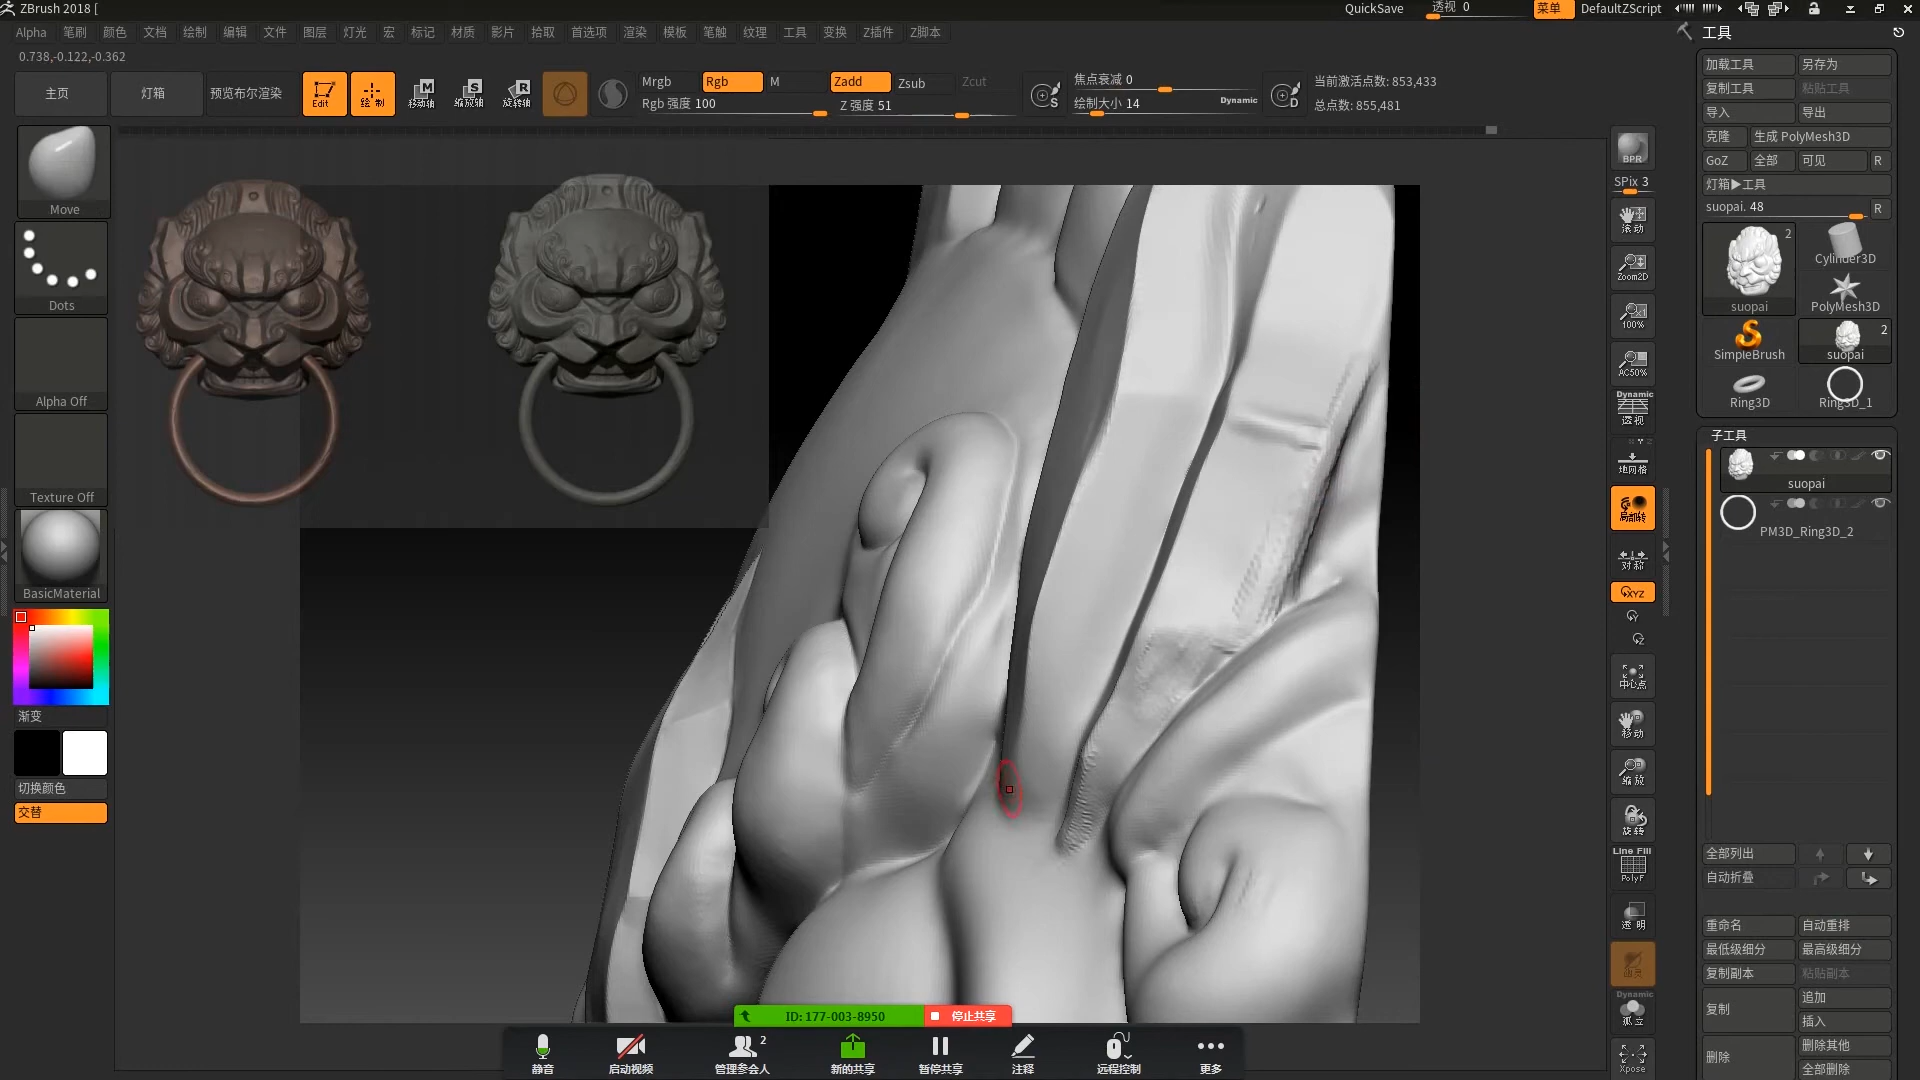 ZBrush 2018 [
QuickSave
透视 0
菜单
DefaultZScript
Alpha 笔刷 颜色 文档 绘制 编辑 文件 图层 灯光 宏 标记 材质 影片 拾取 首选项 渲染 模板 笔触 纹理 工具 变换 Z插件 Z脚本
0.738,-0.122,-0.362
主页
灯箱
预览布尔渲染
Edit
绘制
移动轴
缩放轴
旋转轴
Mrgb Rgb M
Rgb 强度 100
Zadd Zsub Zcut
Z 强度 51
焦点衰减 0
绘制大小 14
Dynamic
当前激活点数: 853,433
总点数: 855,481
Move
Dots
Alpha Off
Texture Off
BasicMaterial
渐变
切换颜色
交替
BPR
SPix 3
滚动
Zoom2D
100%
AC50%
Dynamic
透视
地网格
对称
XYZ
Y
Z
中心点
移动
缩放
旋转
Line Fill
PolyF
透明
Dynamic
孤立
Xpose
工具
加载工具 另存为
复制工具 粘贴工具
导入 导出
克隆 生成 PolyMesh3D
GoZ 全部 可见 R
灯箱▶工具
suopai. 48 R
2
suopai
Cylinder3D
PolyMesh3D
SimpleBrush
2
suopai
Ring3D
Ring3D_1
子工具
suopai
PM3D_Ring3D_2
全部列出
自动折叠
重命名 自动重排
最低级细分 最高级细分
复制副本 粘贴副本
复制 追加
插入
删除 删除其他
全部删除
ID: 177-003-8950
停止共享
静音
启动视频
2
管理参会人
新的共享
暂停共享
注释
远程控制
更多